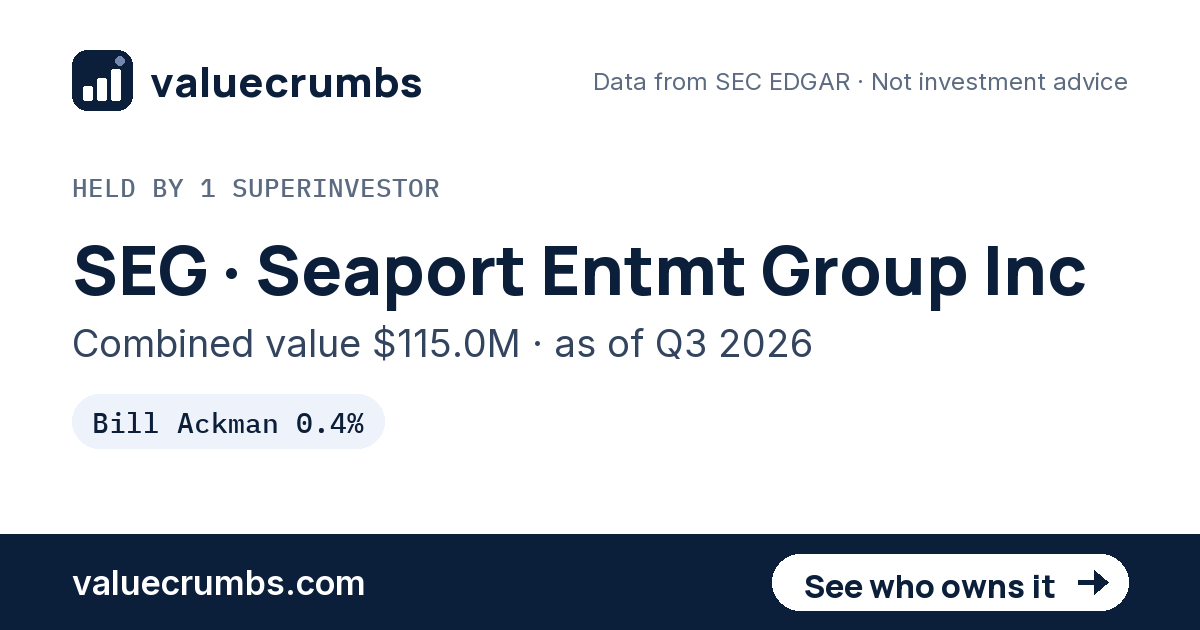 valuecrumbs
Data from SEC EDGAR · Not investment advice
HELD BY 1 SUPERINVESTOR
SEG · Seaport Entmt Group Inc
Combined value $115.0M · as of Q3 2026
Bill Ackman 0.4%
valuecrumbs.com
See who owns it →